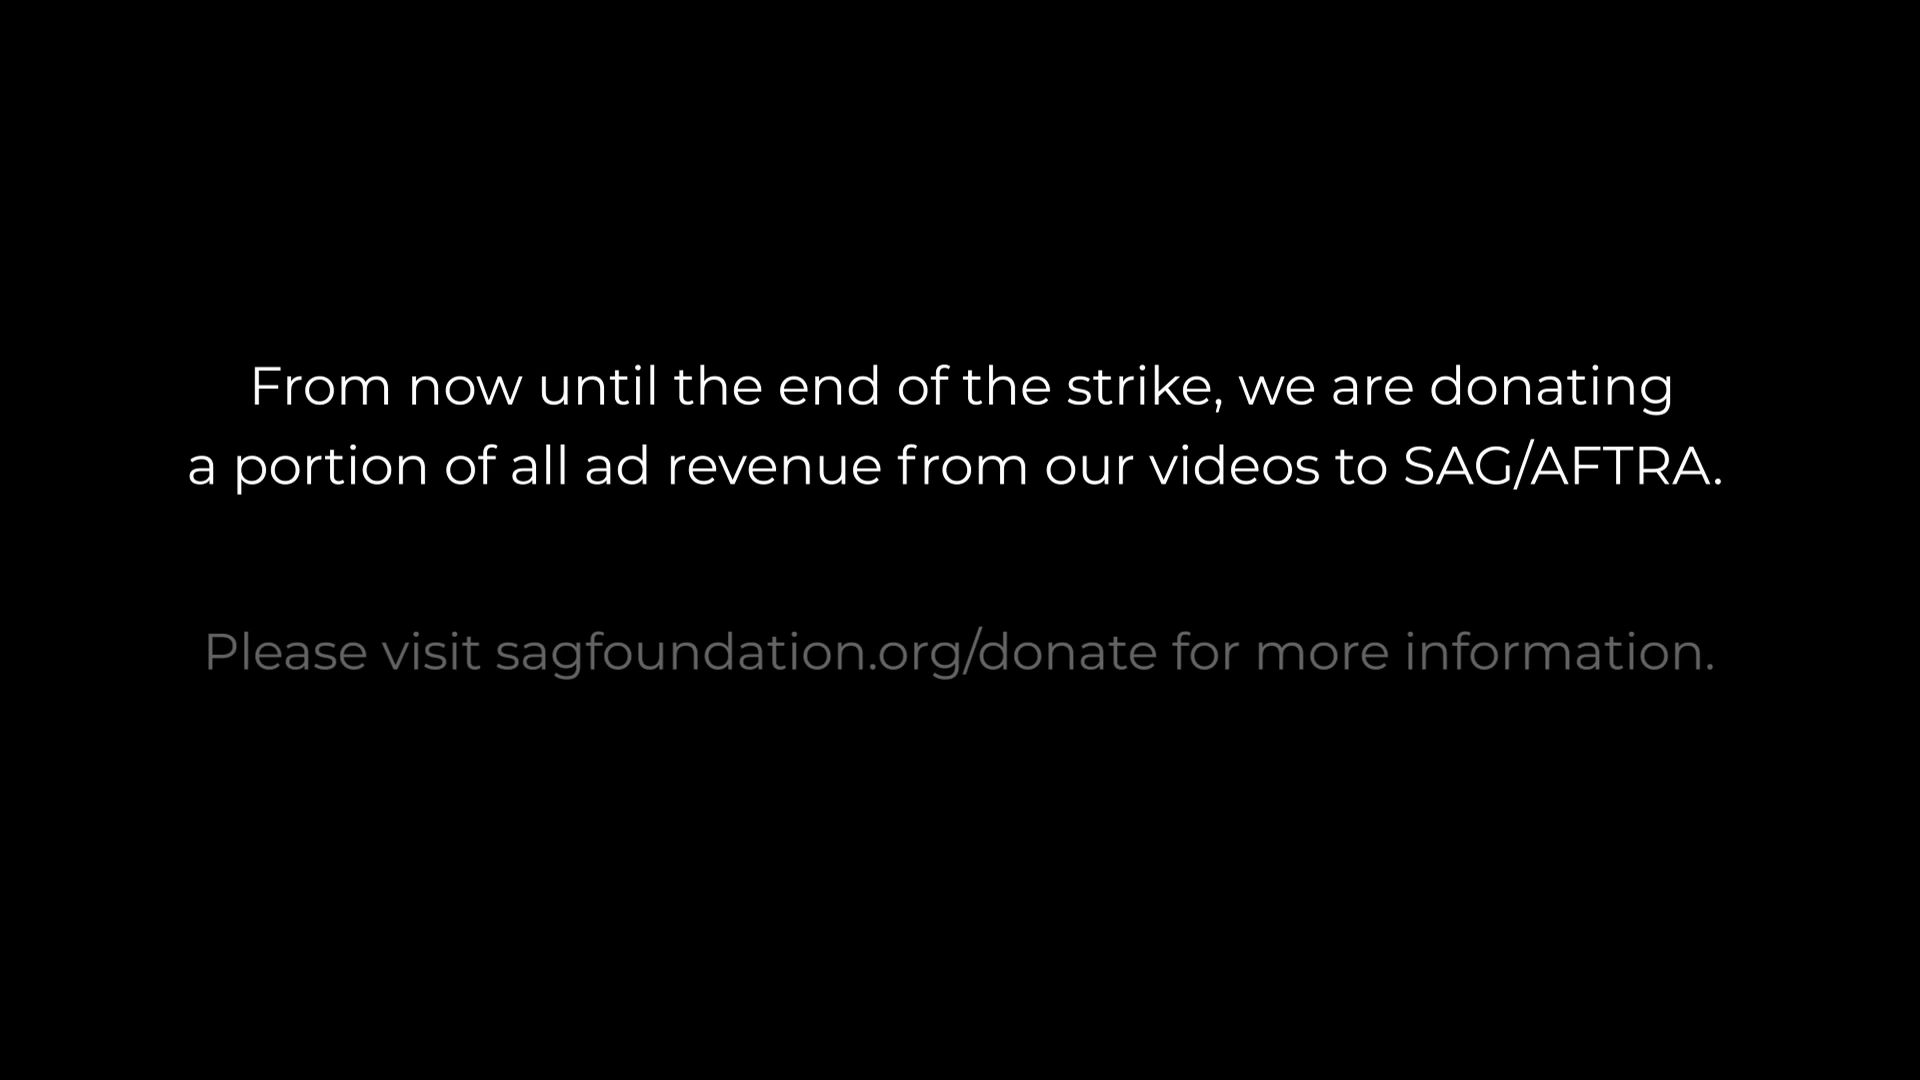 From now until the end of the strike, we are donating
a portion of all ad revenue from our videos to SAG/AFTRA.
Please visit sagfoundation.org/donate for more information.